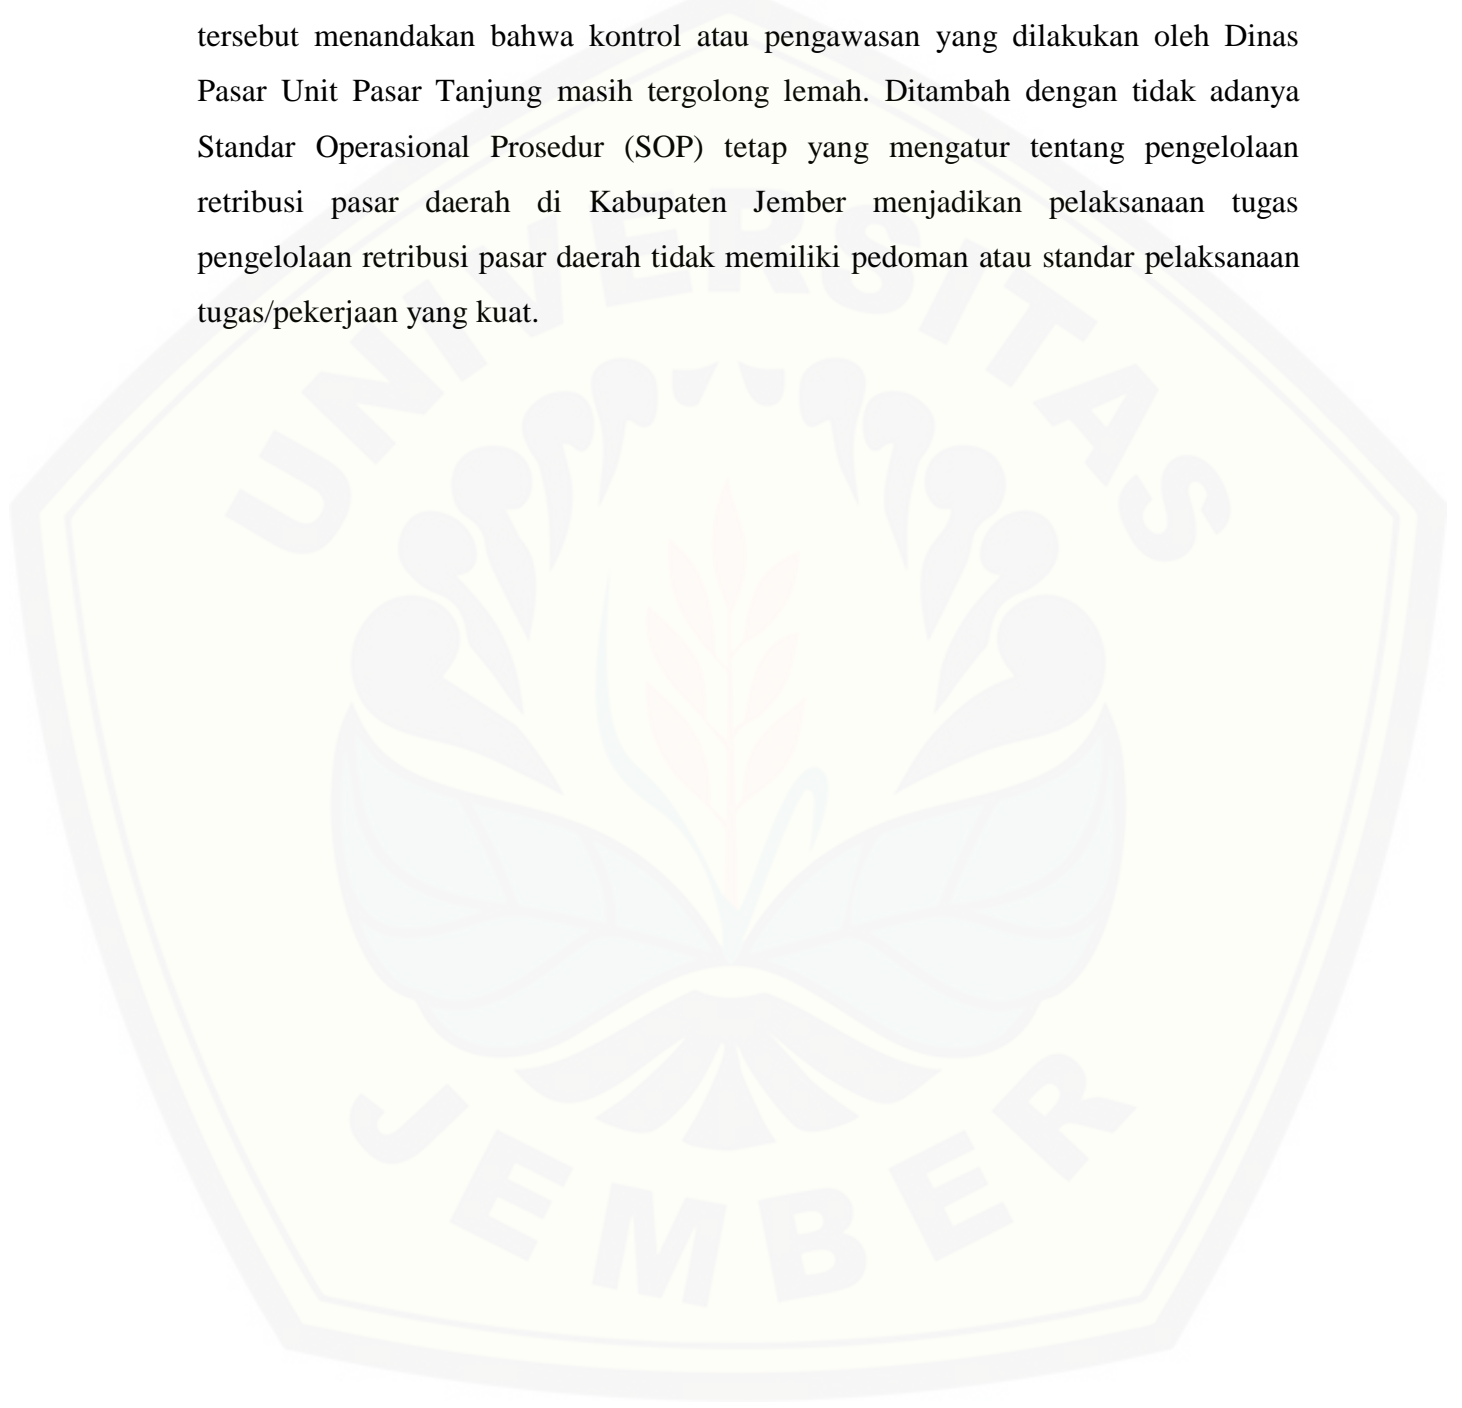 tersebut menandakan bahwa kontrol atau pengawasan yang dilakukan oleh Dinas
Pasar Unit Pasar Tanjung masih tergolong lemah. Ditambah dengan tidak adanya
Standar Operasional Prosedur (SOP) tetap yang mengatur tentang pengelolaan
retribusi pasar daerah di Kabupaten Jember menjadikan pelaksanaan tugas
pengelolaan retribusi pasar daerah tidak memiliki pedoman atau standar pelaksanaan
tugas/pekerjaan yang kuat.
UNIVERSITAS
JEMBER